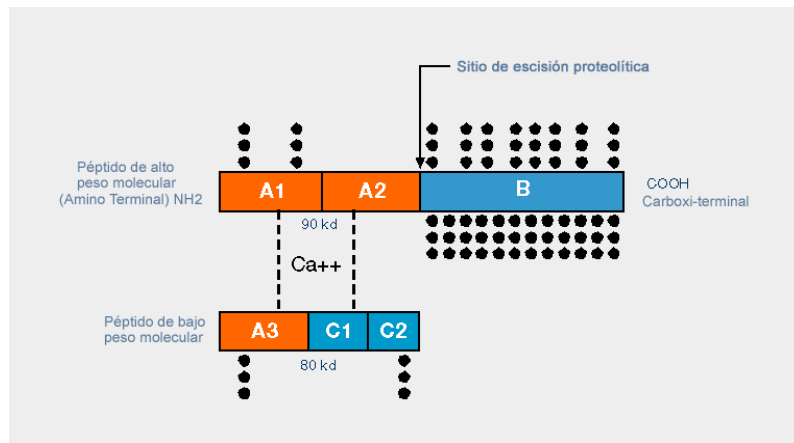 Sitio de escisión proteolítica
Péptido de alto
peso molecular
(Amino Terminal) NH2
A1
A2
B
COOH
Carboxi-terminal
90 kd
Ca++
Péptido de bajo
peso molecular
A3
C1
C2
80 kd